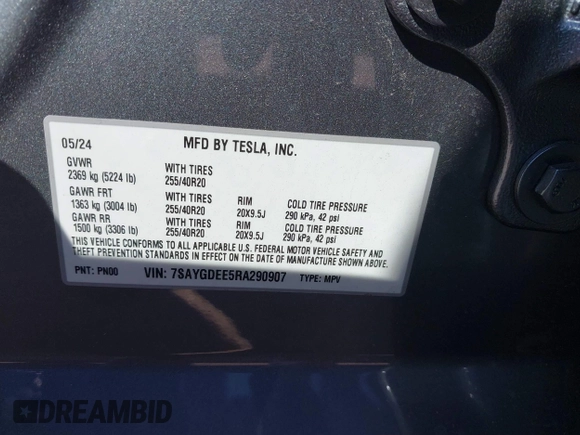 05/24 MFD BY TESLA, INC.
GVWR
2369 kg (5224 lb) WITH TIRES 255/40R20
GAWR FRT
1363 kg (3004 lb) WITH TIRES 255/40R20 RIM 20X9.5J COLD TIRE PRESSURE 290 kPa, 42 psi
GAWR RR
1500 kg (3306 lb) WITH TIRES 255/40R20 RIM 20X9.5J COLD TIRE PRESSURE 290 kPa, 42 psi
THIS VEHICLE CONFORMS TO ALL APPLICABLE U.S. FEDERAL MOTOR VEHICLE SAFETY AND
THEFT PREVENTION STANDARDS IN EFFECT ON THE DATE OF MANUFACTURE SHOWN ABOVE.
PNT: PN00 VIN: 7SAYGDEE5RA290907 TYPE: MPV
DREAMBID